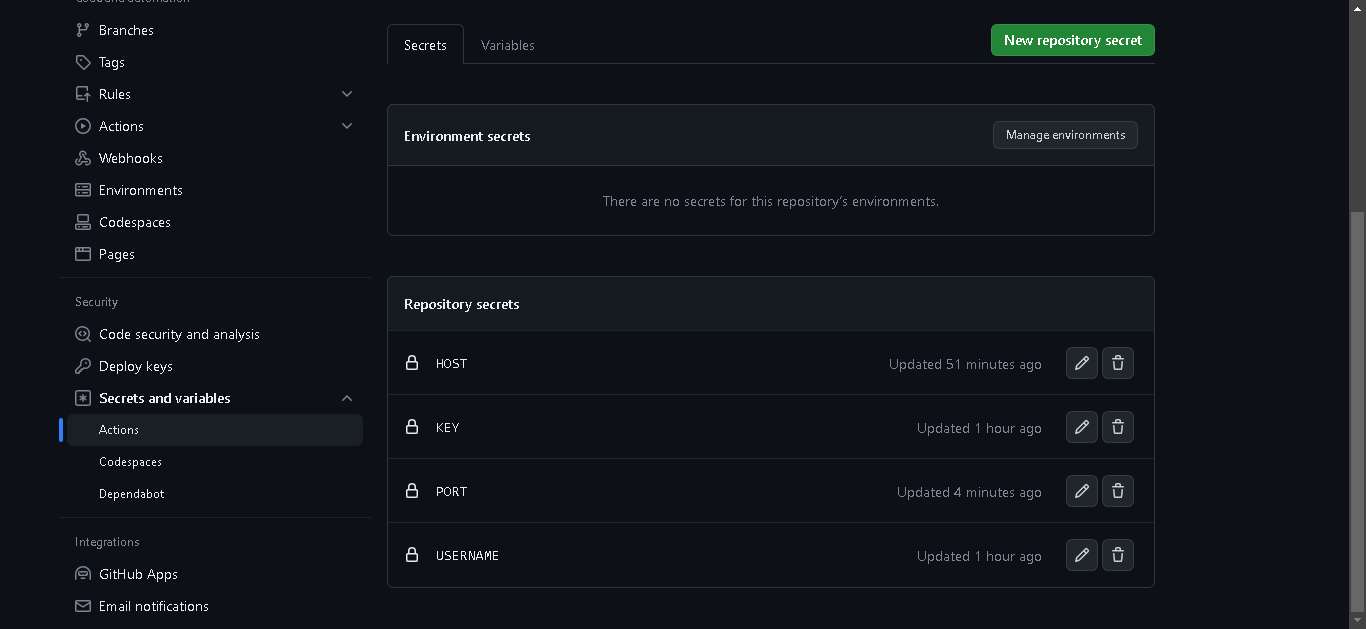 Branches
Tags
Rules
Actions
Webhooks
Environments
Codespaces
Pages
Security
Code security and analysis
Deploy keys
Secrets and variables
Actions
Codespaces
Dependabot
Integrations
GitHub Apps
Email notifications
Secrets Variables New repository secret
Environment secrets Manage environments
There are no secrets for this repository's environments.
Repository secrets
HOST Updated 51 minutes ago
KEY Updated 1 hour ago
PORT Updated 4 minutes ago
USERNAME Updated 1 hour ago